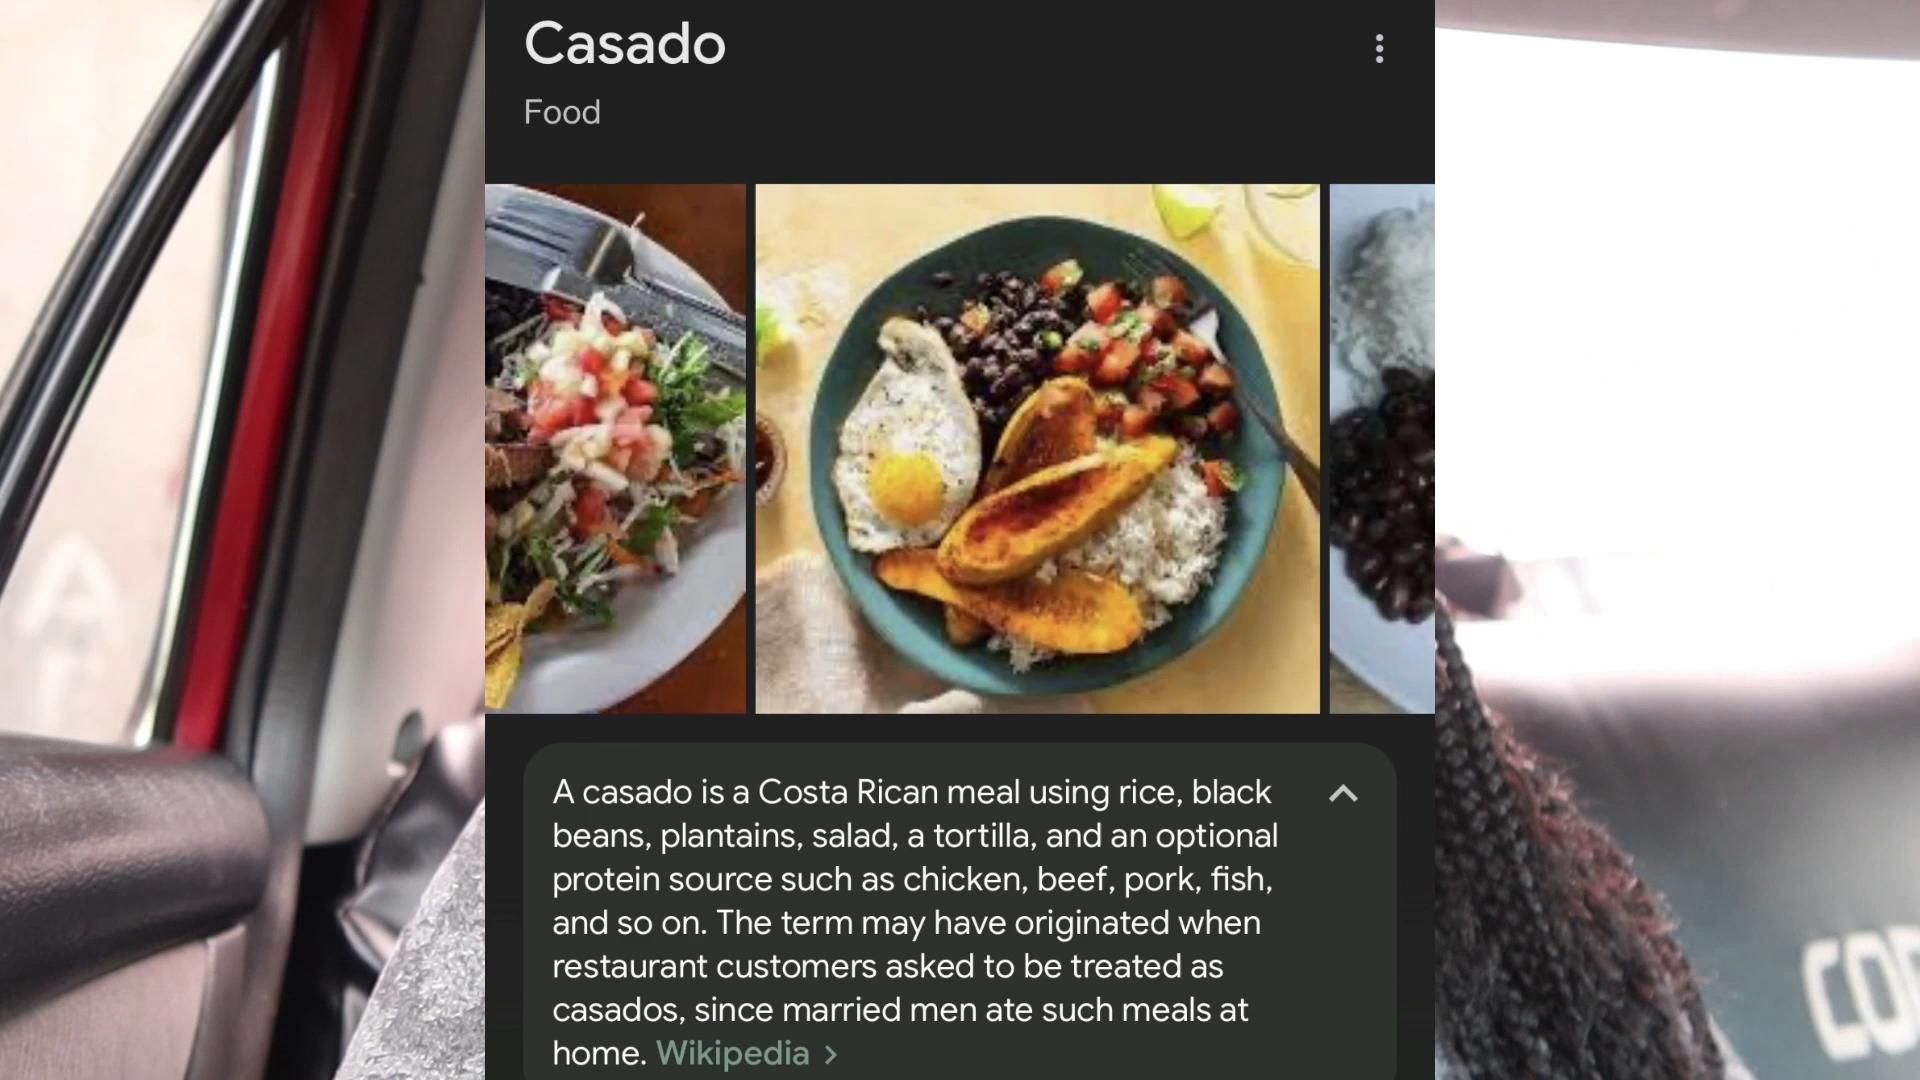 Casado
Food
A casado is a Costa Rican meal using rice, black
beans, plantains, salad, a tortilla, and an optional
protein source such as chicken, beef, pork, fish,
and so on. The term may have originated when
restaurant customers asked to be treated as
casados, since married men ate such meals at
home. Wikipedia >